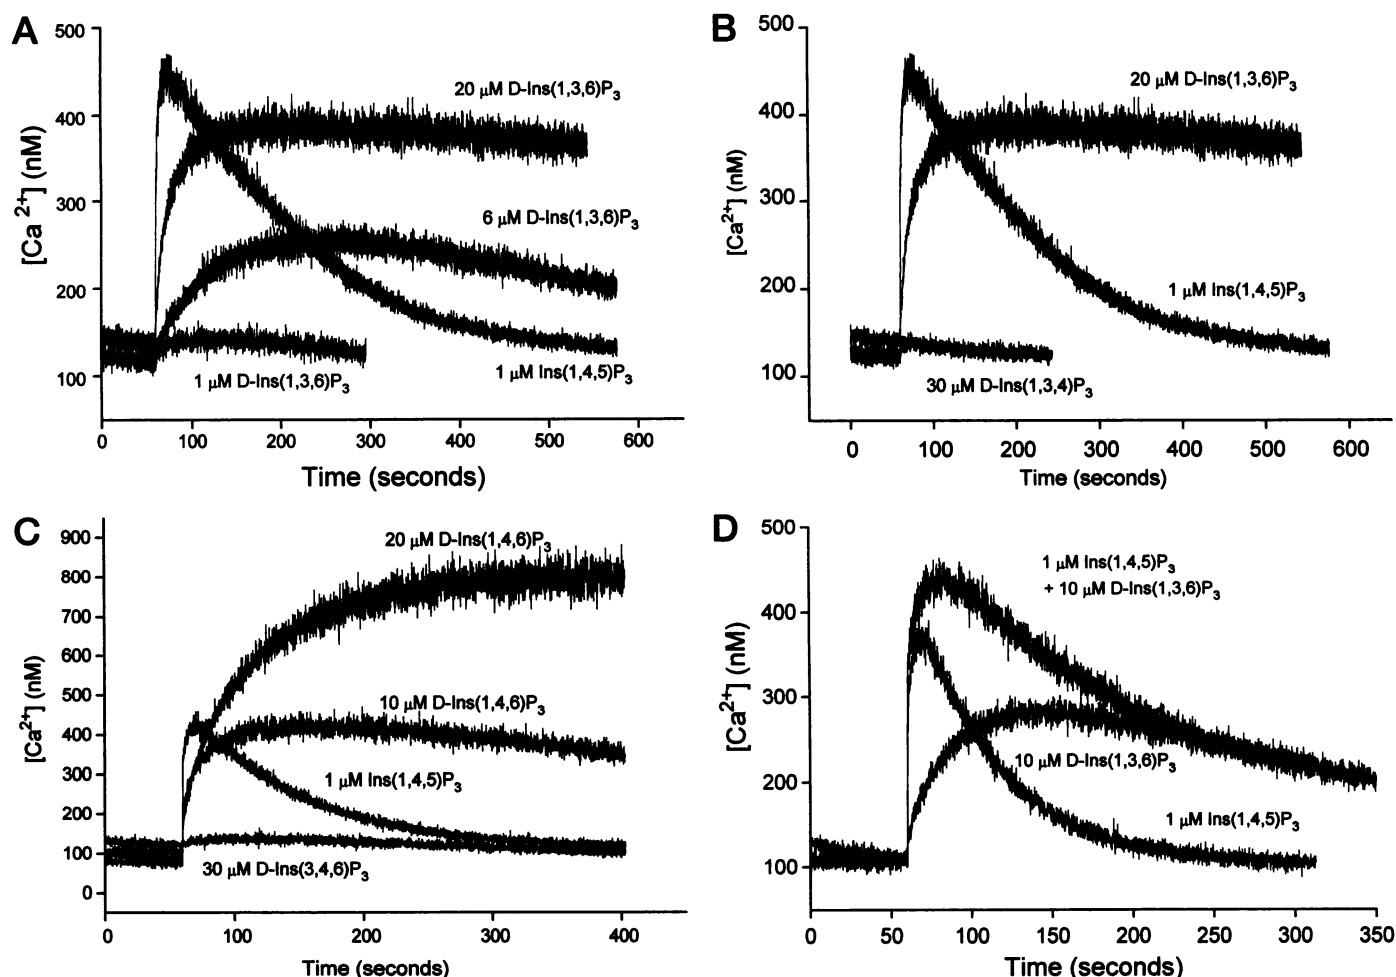 A
500
400
300
200
100
[Ca 2+] (nM)
20 µM D-Ins(1,3,6)P3
6 µM D-Ins(1,3,6)P3
1 µM D-Ins(1,3,6)P3
1 µM Ins(1,4,5)P3
0 100 200 300 400 500 600
Time (seconds)
B
500
400
300
200
100
[Ca2+] (nM)
20 µM D-Ins(1,3,6)P3
1 µM Ins(1,4,5)P3
30 µM D-Ins(1,3,4)P3
0 100 200 300 400 500 600
Time (seconds)
C
900
800
700
600
500
400
300
200
100
0
[Ca2+] (nM)
20 µM D-Ins(1,4,6)P3
10 µM D-Ins(1,4,6)P3
1 µM Ins(1,4,5)P3
30 µM D-Ins(3,4,6)P3
0 100 200 300 400
Time (seconds)
D
500
400
300
200
100
[Ca2+] (nM)
1 µM Ins(1,4,5)P3
+ 10 µM D-Ins(1,3,6)P3
10 µM D-Ins(1,3,6)P3
1 µM Ins(1,4,5)P3
0 50 100 150 200 250 300 350
Time (seconds)